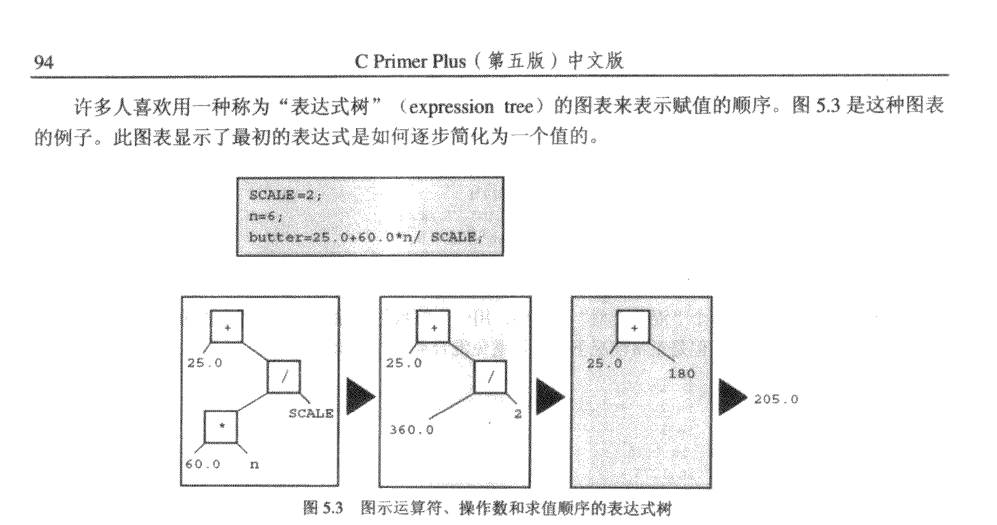 94
C Primer Plus（第五版）中文版
许多人喜欢用一种称为“表达式树”（expression tree）的图表来表示赋值的顺序。图 5.3 是这种图表
的例子。此图表显示了最初的表达式是如何逐步简化为一个值的。
SCALE=2;
n=6;
butter=25.0+60.0*n/ SCALE;
+
25.0
/
SCALE
*
60.0 n
+
25.0
/
2
360.0
+
25.0
180
205.0
图 5.3 图示运算符、操作数和求值顺序的表达式树